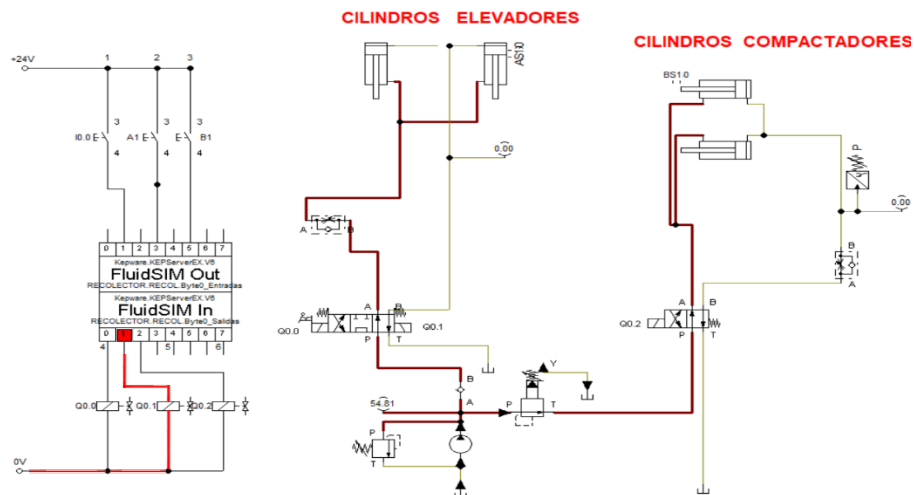 CILINDROS ELEVADORES
CILINDROS COMPACTADORES
+24V
1
2
3
3
3
3
I0.0
A1
B1
4
4
4
0 1 2 3 4 5 6 7
Kepware.KEPServerEX.V6
FluidSIM Out
RECOLECTOR.RECOL.Byte0_Entradas
Kepware.KEPServerEX.V6
FluidSIM In
RECOLECTOR.RECOL.Byte0_Salidas
0 1 2 3 4 5 6 7
4
5
6
Q0.0
Q0.1
Q0.2
0V
AS1:0
0.00
A
B
A
B
Q0.0
Q0.1
P
T
B
A
54.81
P
T
Y
P
T
BS1:0
P
0.00
B
A
A
B
Q0.2
P
T